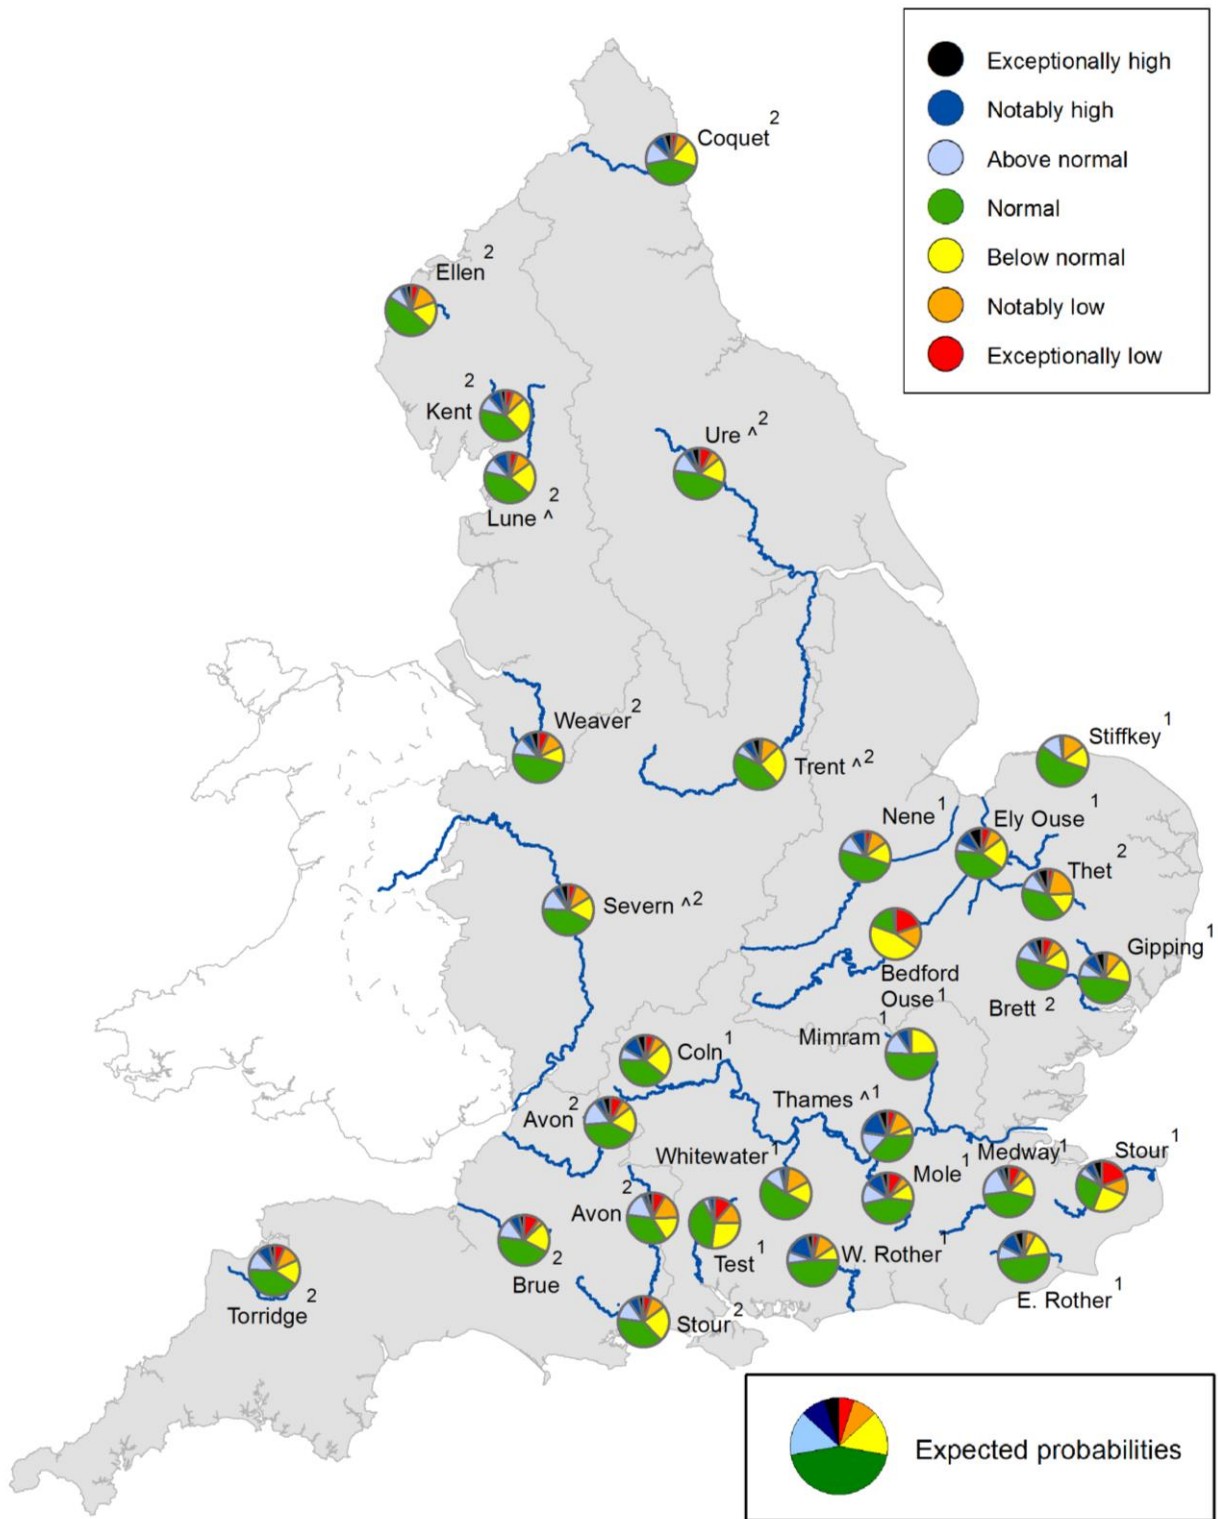 Exceptionally high
Notably high
Above normal
Normal
Below normal
Notably low
Exceptionally low
Coquet 2
Ellen 2
Kent 2
Lune ^ 2
Ure ^ 2
Weaver 2
Trent ^ 2
Stiffkey 1
Nene 1
Ely Ouse 1
Thet 2
Severn ^ 2
Gipping 1
Bedford
Ouse 1
Brett 2
Mimram 1
Coln 1
Thames ^ 1
Avon 2
Whitewater 1
Medway 1
Stour 1
Mole 1
Avon 2
Test 1
W. Rother 1
E. Rother 1
Brue 2
Torridge 2
Stour 2
Expected probabilities